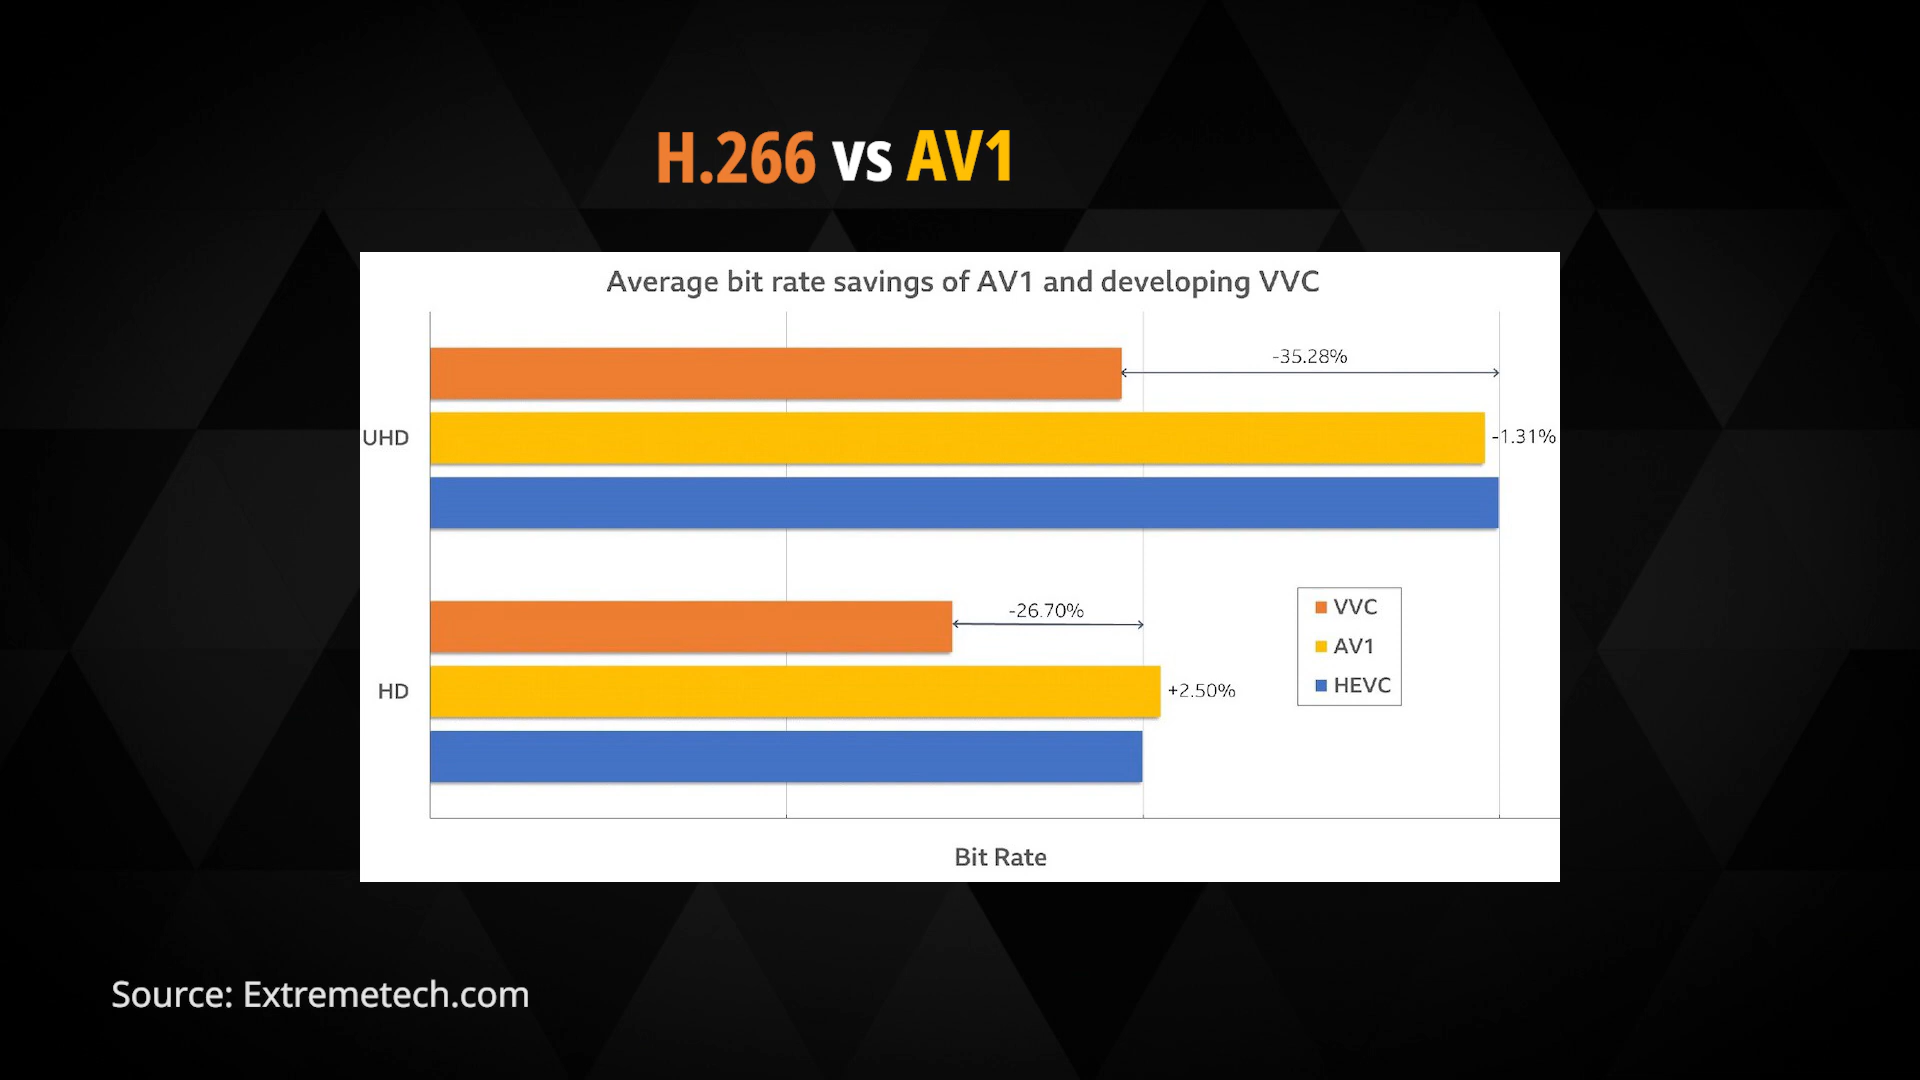 H.266 vs AV1
Average bit rate savings of AV1 and developing VVC
-35.28%
UHD
-1.31%
-26.70%
HD
+2.50%
VVC
AV1
HEVC
Bit Rate
Source: Extremetech.com